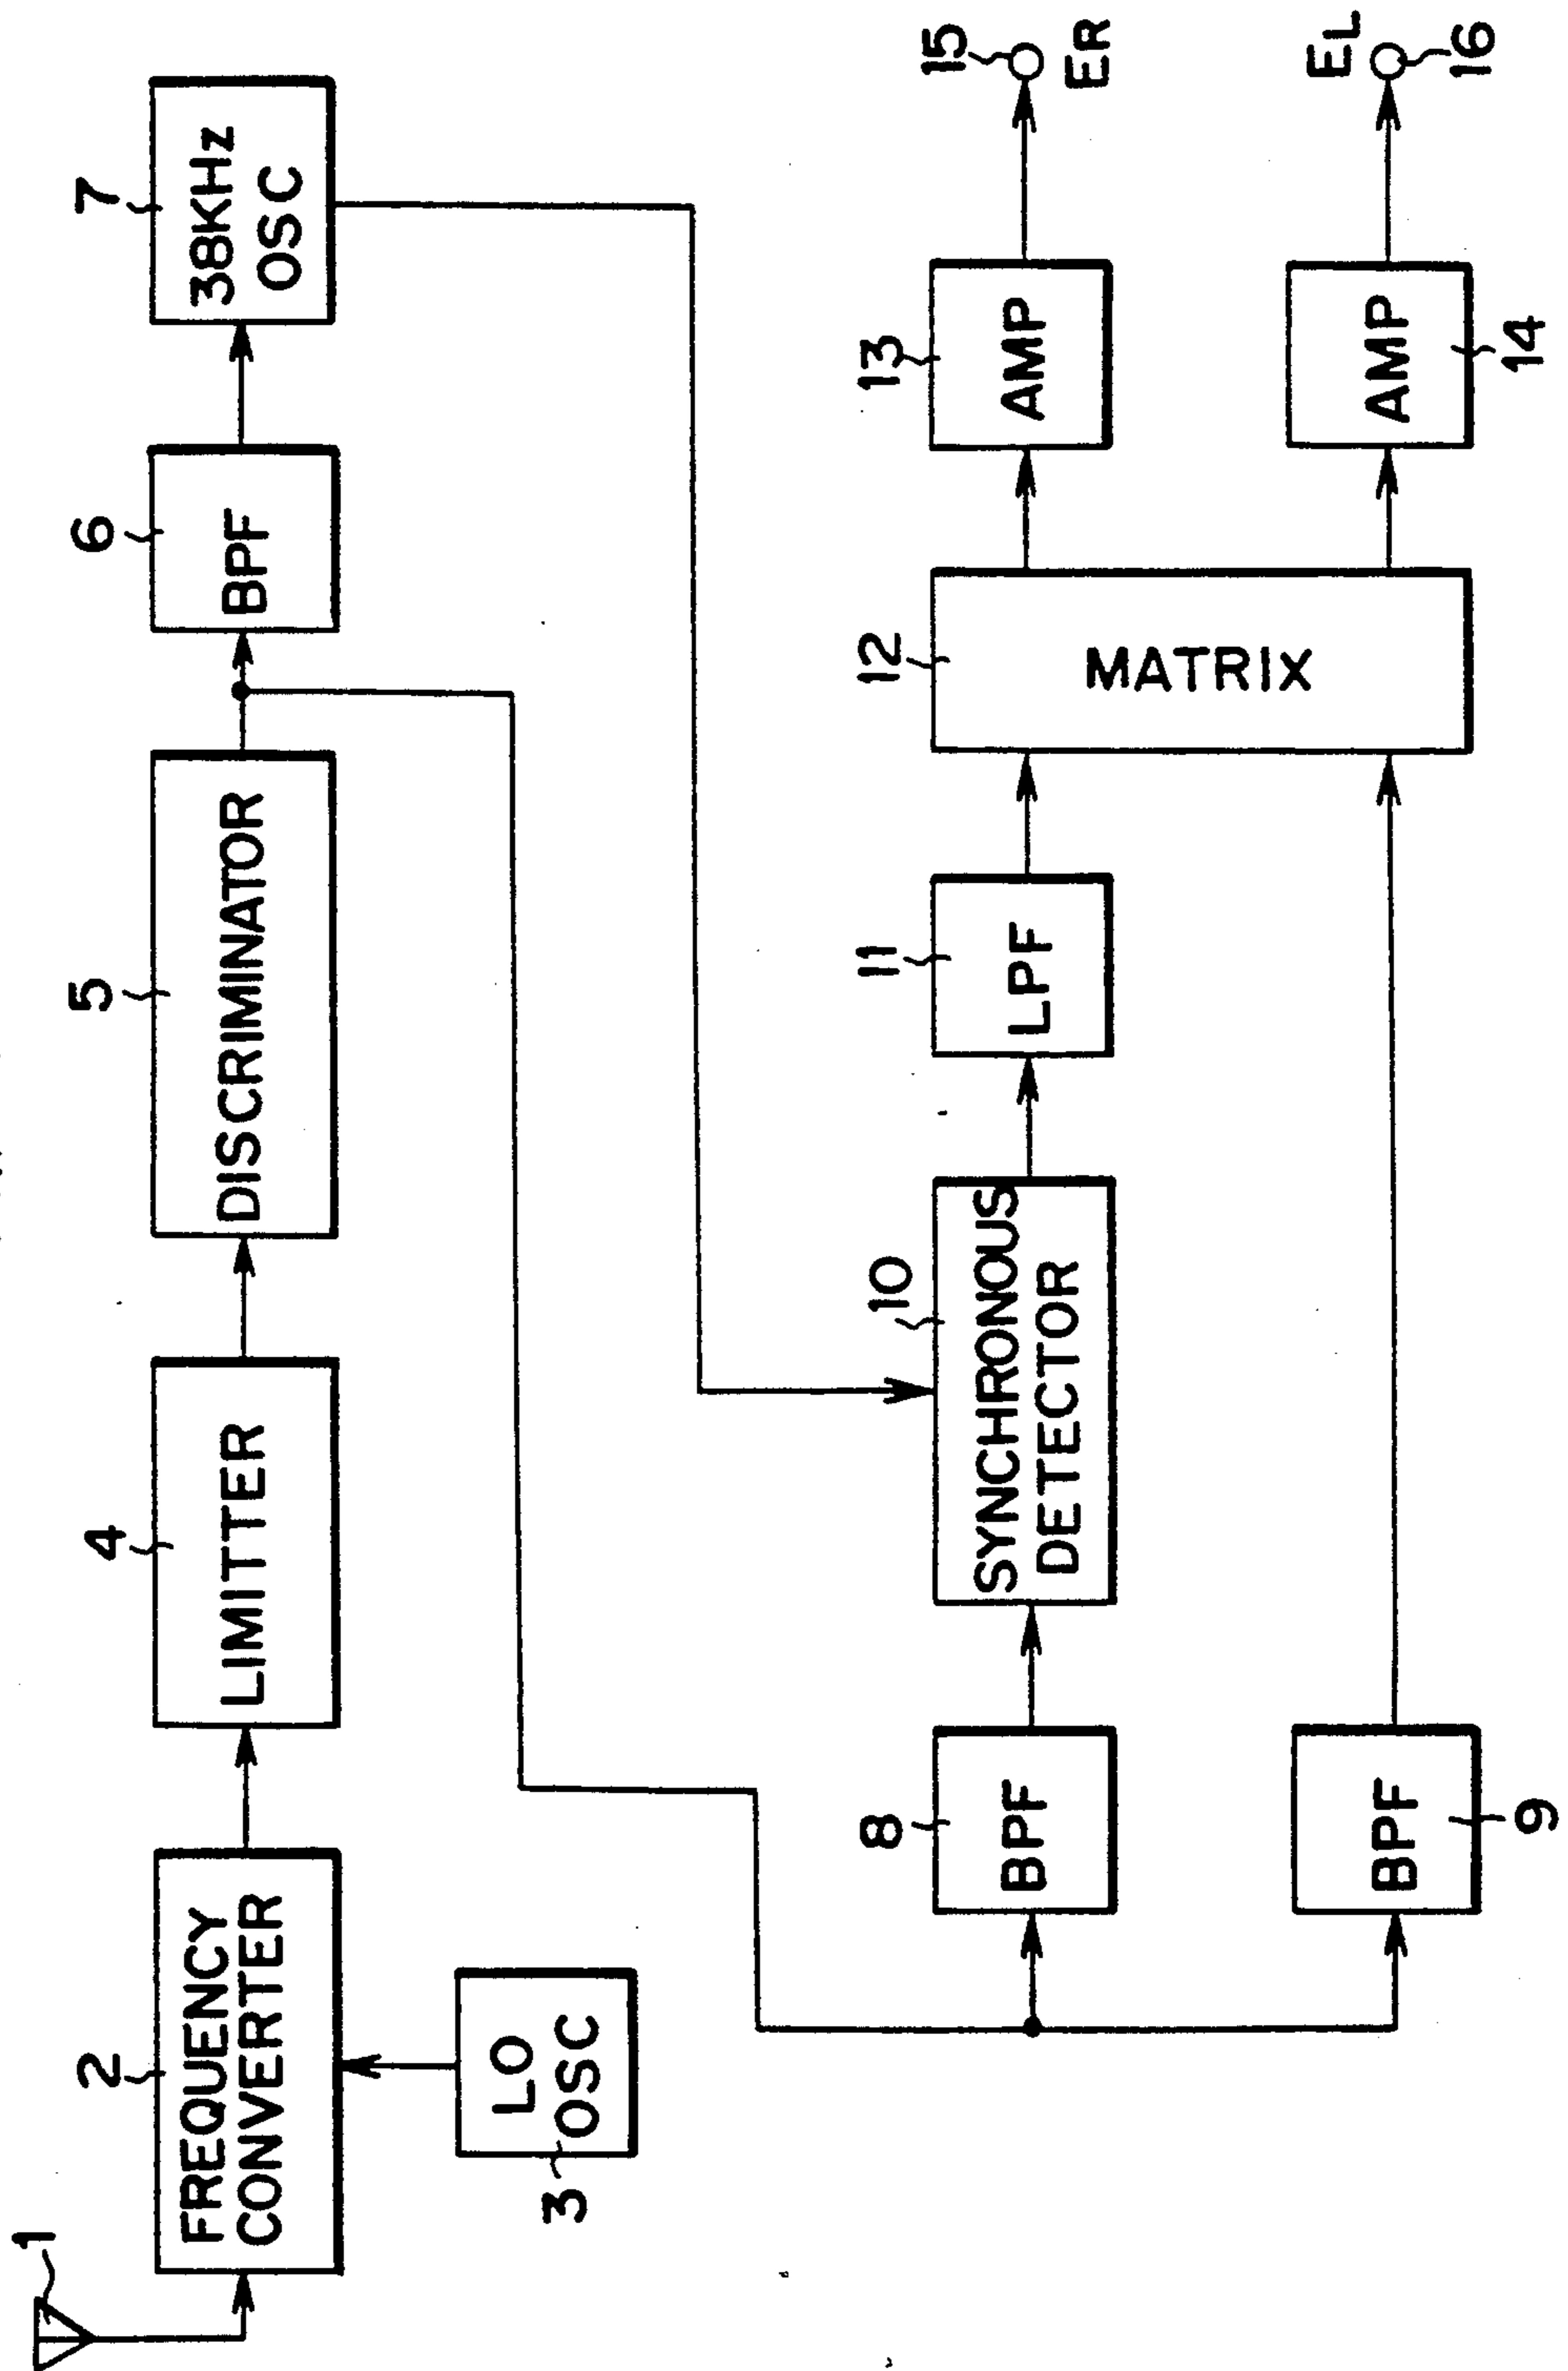 1
2
FREQUENCY
CONVERTER
3
LO
OSC
4
LIMITTER
5
DISCRIMINATOR
6
BPF
7
38KHz
OSC
8
BPF
9
BPF
10
SYNCHRONOUS
DETECTOR
11
LPF
12
MATRIX
13
AMP
14
AMP
15
ER
EL
16